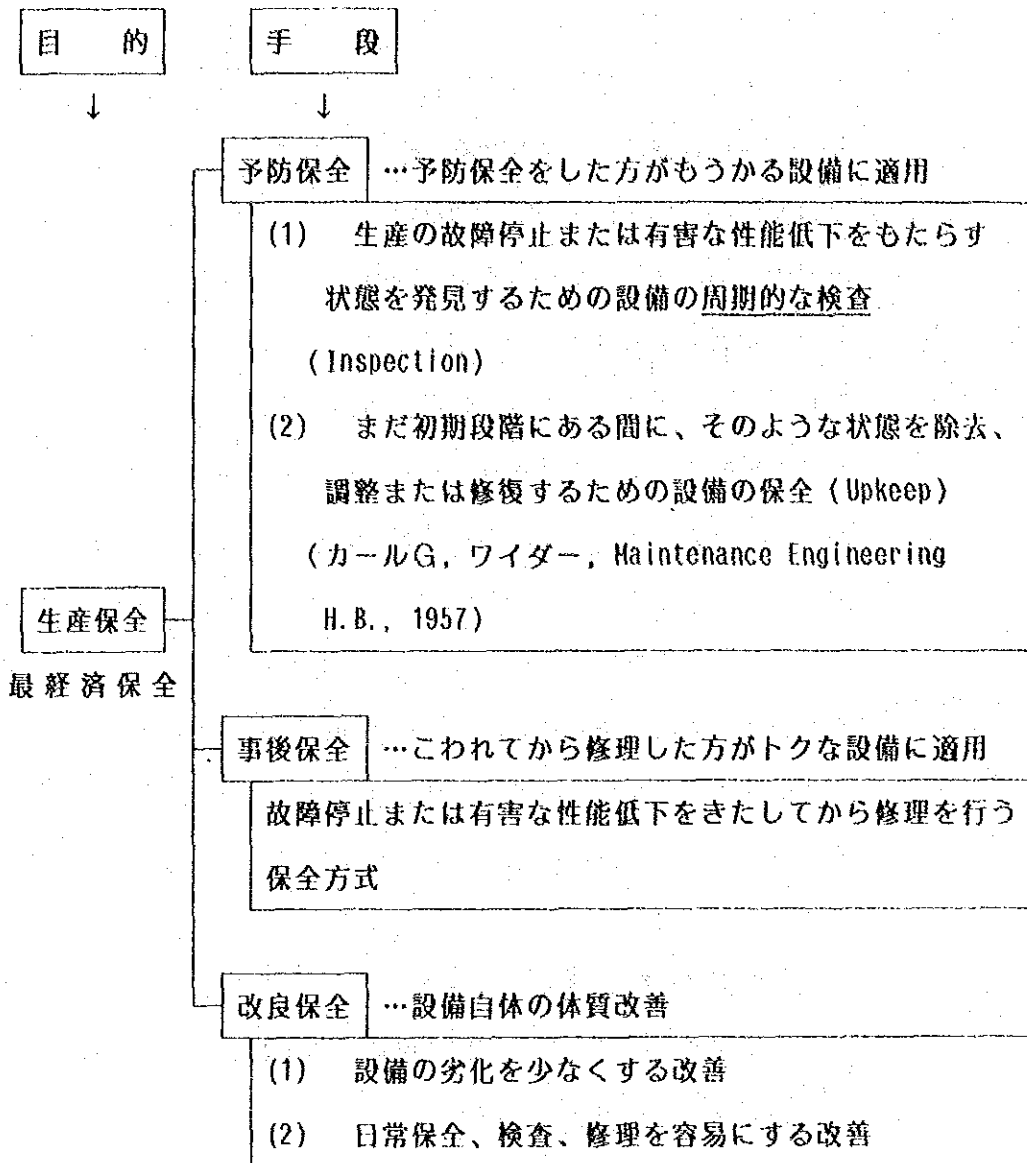 目 的 手 段
↓ ↓
予防保全 …予防保全をした方がもうかる設備に適用
(1) 生産の故障停止または有害な性能低下をもたらす
状態を発見するための設備の周期的な検査
(Inspection)
(2) まだ初期段階にある間に、そのような状態を除去、
調整または修復するための設備の保全 (Upkeep)
(カールG, ワイダー, Maintenance Engineering
H.B., 1957)
生産保全
最経済保全
事後保全 …こわれてから修理した方がトクな設備に適用
故障停止または有害な性能低下をきたしてから修理を行う
保全方式
改良保全 …設備自体の体質改善
(1) 設備の劣化を少なくする改善
(2) 日常保全、検査、修理を容易にする改善